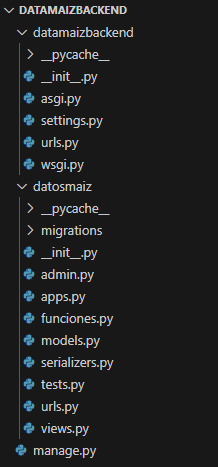 DATAMAIZBACKEND
datamaizbackend
__pycache__
__init__.py
asgi.py
settings.py
urls.py
wsgi.py
datosmaiz
__pycache__
migrations
__init__.py
admin.py
apps.py
funciones.py
models.py
serializers.py
tests.py
urls.py
views.py
manage.py